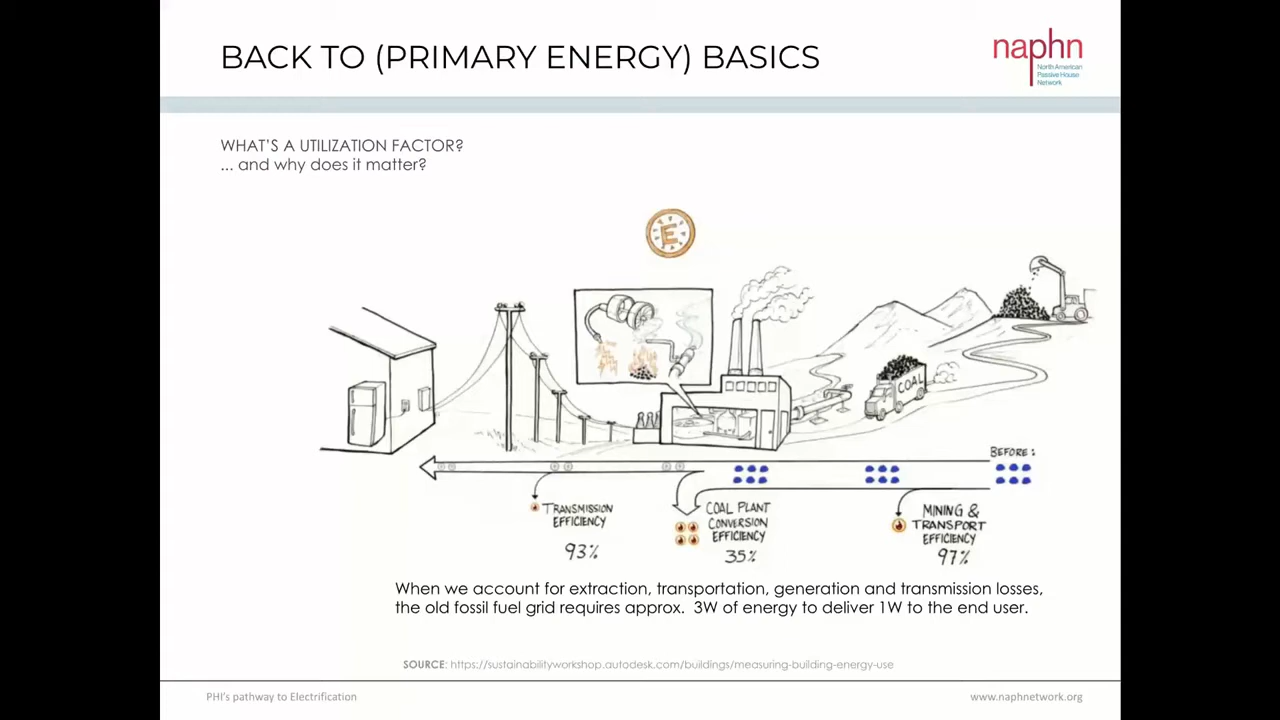 BACK TO (PRIMARY ENERGY) BASICS
naphn
North American
Passive House
Network
WHAT'S A UTILIZATION FACTOR?
... and why does it matter?
E
COAL
BEFORE:
TRANSMISSION
EFFICIENCY
93%
COAL PLANT
CONVERSION
EFFICIENCY
35%
MINING &
TRANSPORT
EFFICIENCY
97%
When we account for extraction, transportation, generation and transmission losses,
the old fossil fuel grid requires approx.  3W of energy to deliver 1W to the end user.
SOURCE: https://sustainabilityworkshop.autodesk.com/buildings/measuring-building-energy-use
PHI's pathway to Electrification
www.naphnetwork.org